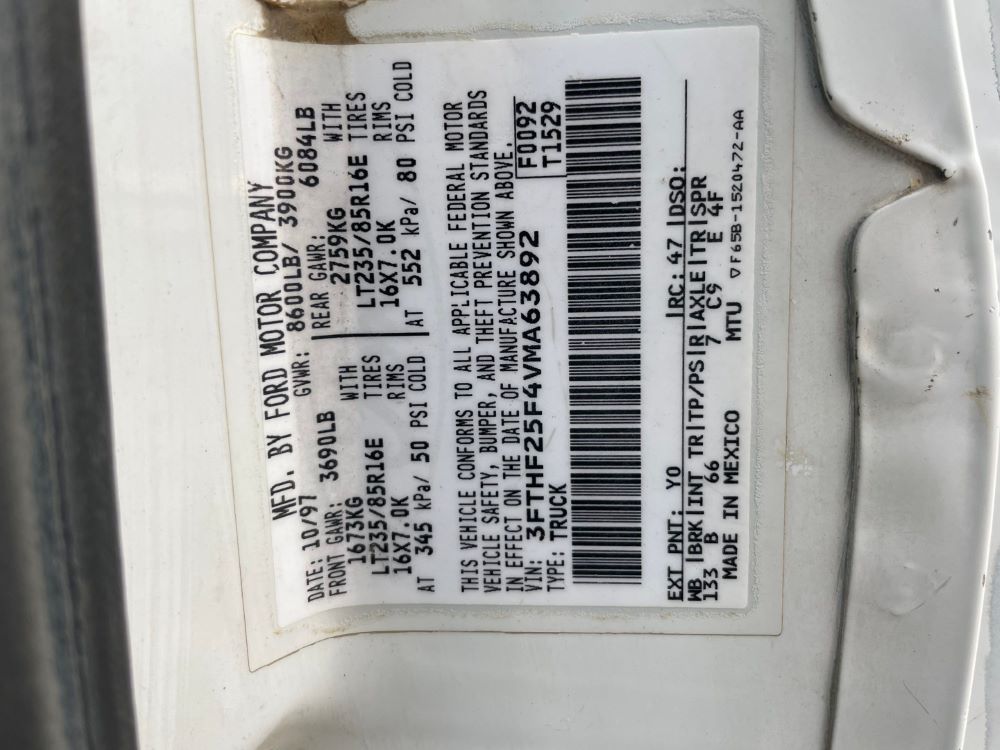 MFD. BY FORD MOTOR COMPANY
DATE: 10/97 GVWR: 8600LB/ 3900KG
FRONT GAWR: 3690LB REAR GAWR: 6084LB
1673KG WITH 2759KG WITH
LT235/85R16E TIRES LT235/85R16E TIRES
16X7.0K RIMS 16X7.0K RIMS
AT 345 kPa/ 50 PSI COLD AT 552 kPa/ 80 PSI COLD
THIS VEHICLE CONFORMS TO ALL APPLICABLE FEDERAL MOTOR
VEHICLE SAFETY, BUMPER, AND THEFT PREVENTION STANDARDS
IN EFFECT ON THE DATE OF MANUFACTURE SHOWN ABOVE.
VIN: 3FTHF25F4VMA63892 F0092
TYPE: TRUCK T1529
EXT PNT: Y0 RC: 47 DSO:
WB BRK INT TR TP/PS R AXLE TR SPR
133 B 66 7 C9 E 4F
MADE IN MEXICO MTU ▽F65B-1520472-AA